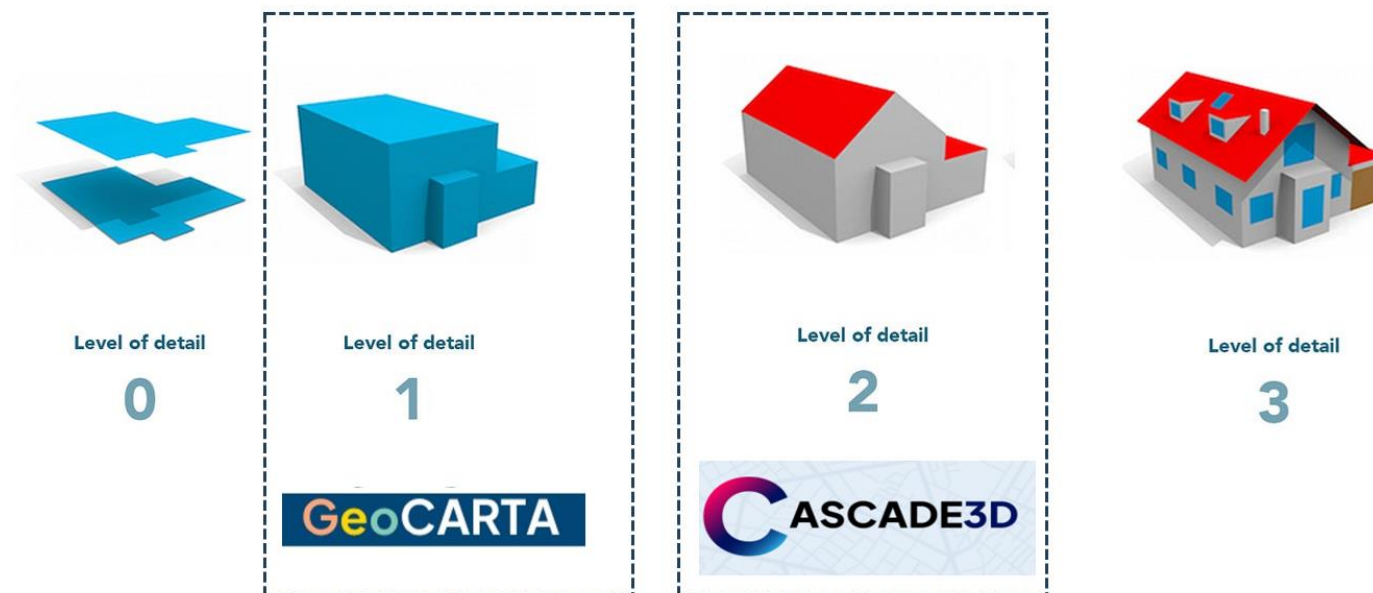 Level of detail
0
Level of detail
1
GeoCARTA
Level of detail
2
CASCADE3D
Level of detail
3